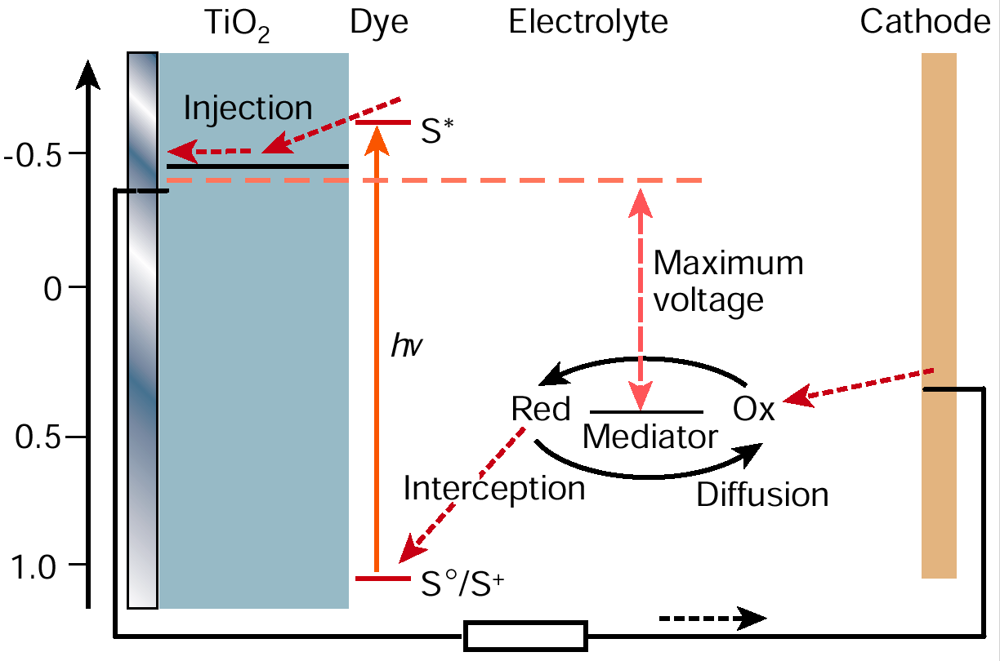 TiO₂ Dye Electrolyte Cathode
Injection
S*
-0.5
Maximum
voltage
0
hν
Red Ox
Mediator
0.5
Interception
Diffusion
1.0
S°/S⁺